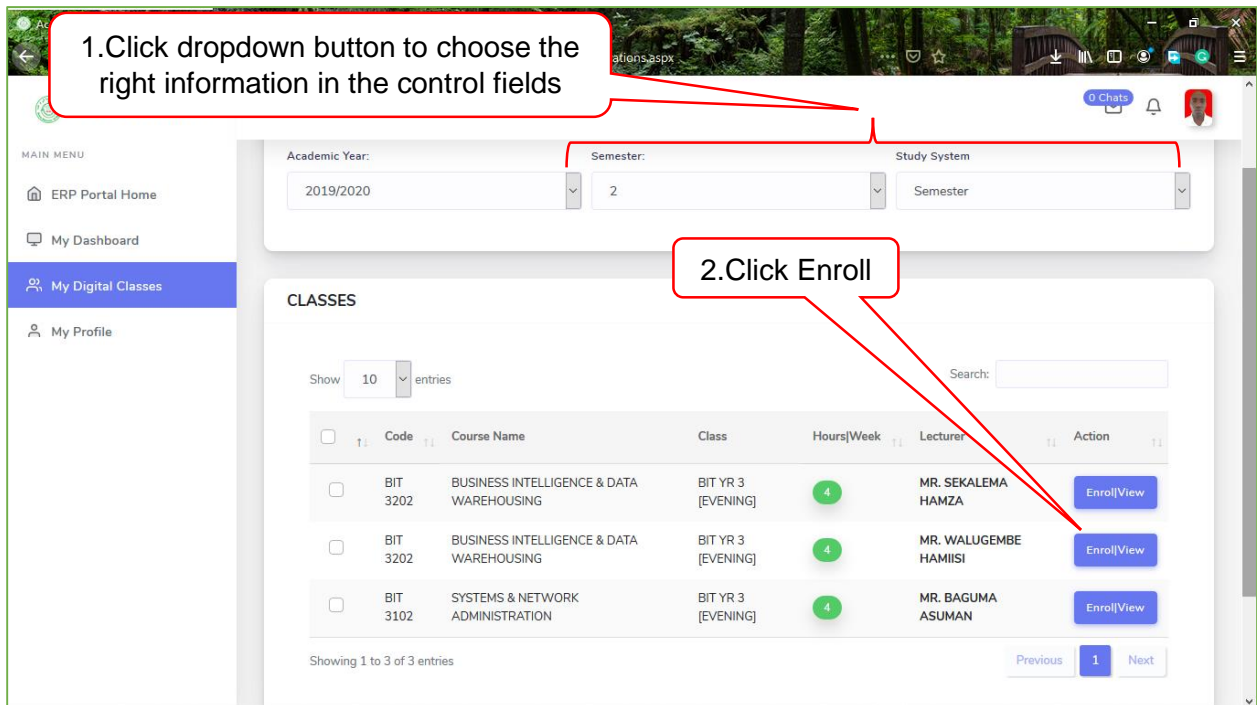 Ac
1.Click dropdown button to choose the
right information in the control fields
ations.aspx
0 Chats
MAIN MENU
ERP Portal Home
My Dashboard
My Digital Classes
My Profile
Academic Year:
Semester:
Study System
2019/2020
2
Semester
2.Click Enroll
CLASSES
Show 10 entries
Search:
Code Course Name Class Hours|Week Lecturer Action
BIT BUSINESS INTELLIGENCE & DATA BIT YR 3 4 MR. SEKALEMA Enrol|View
3202 WAREHOUSING [EVENING] HAMZA
BIT BUSINESS INTELLIGENCE & DATA BIT YR 3 4 MR. WALUGEMBE Enrol|View
3202 WAREHOUSING [EVENING] HAMIISI
BIT SYSTEMS & NETWORK BIT YR 3 4 MR. BAGUMA Enrol|View
3102 ADMINISTRATION [EVENING] ASUMAN
Showing 1 to 3 of 3 entries
Previous 1 Next